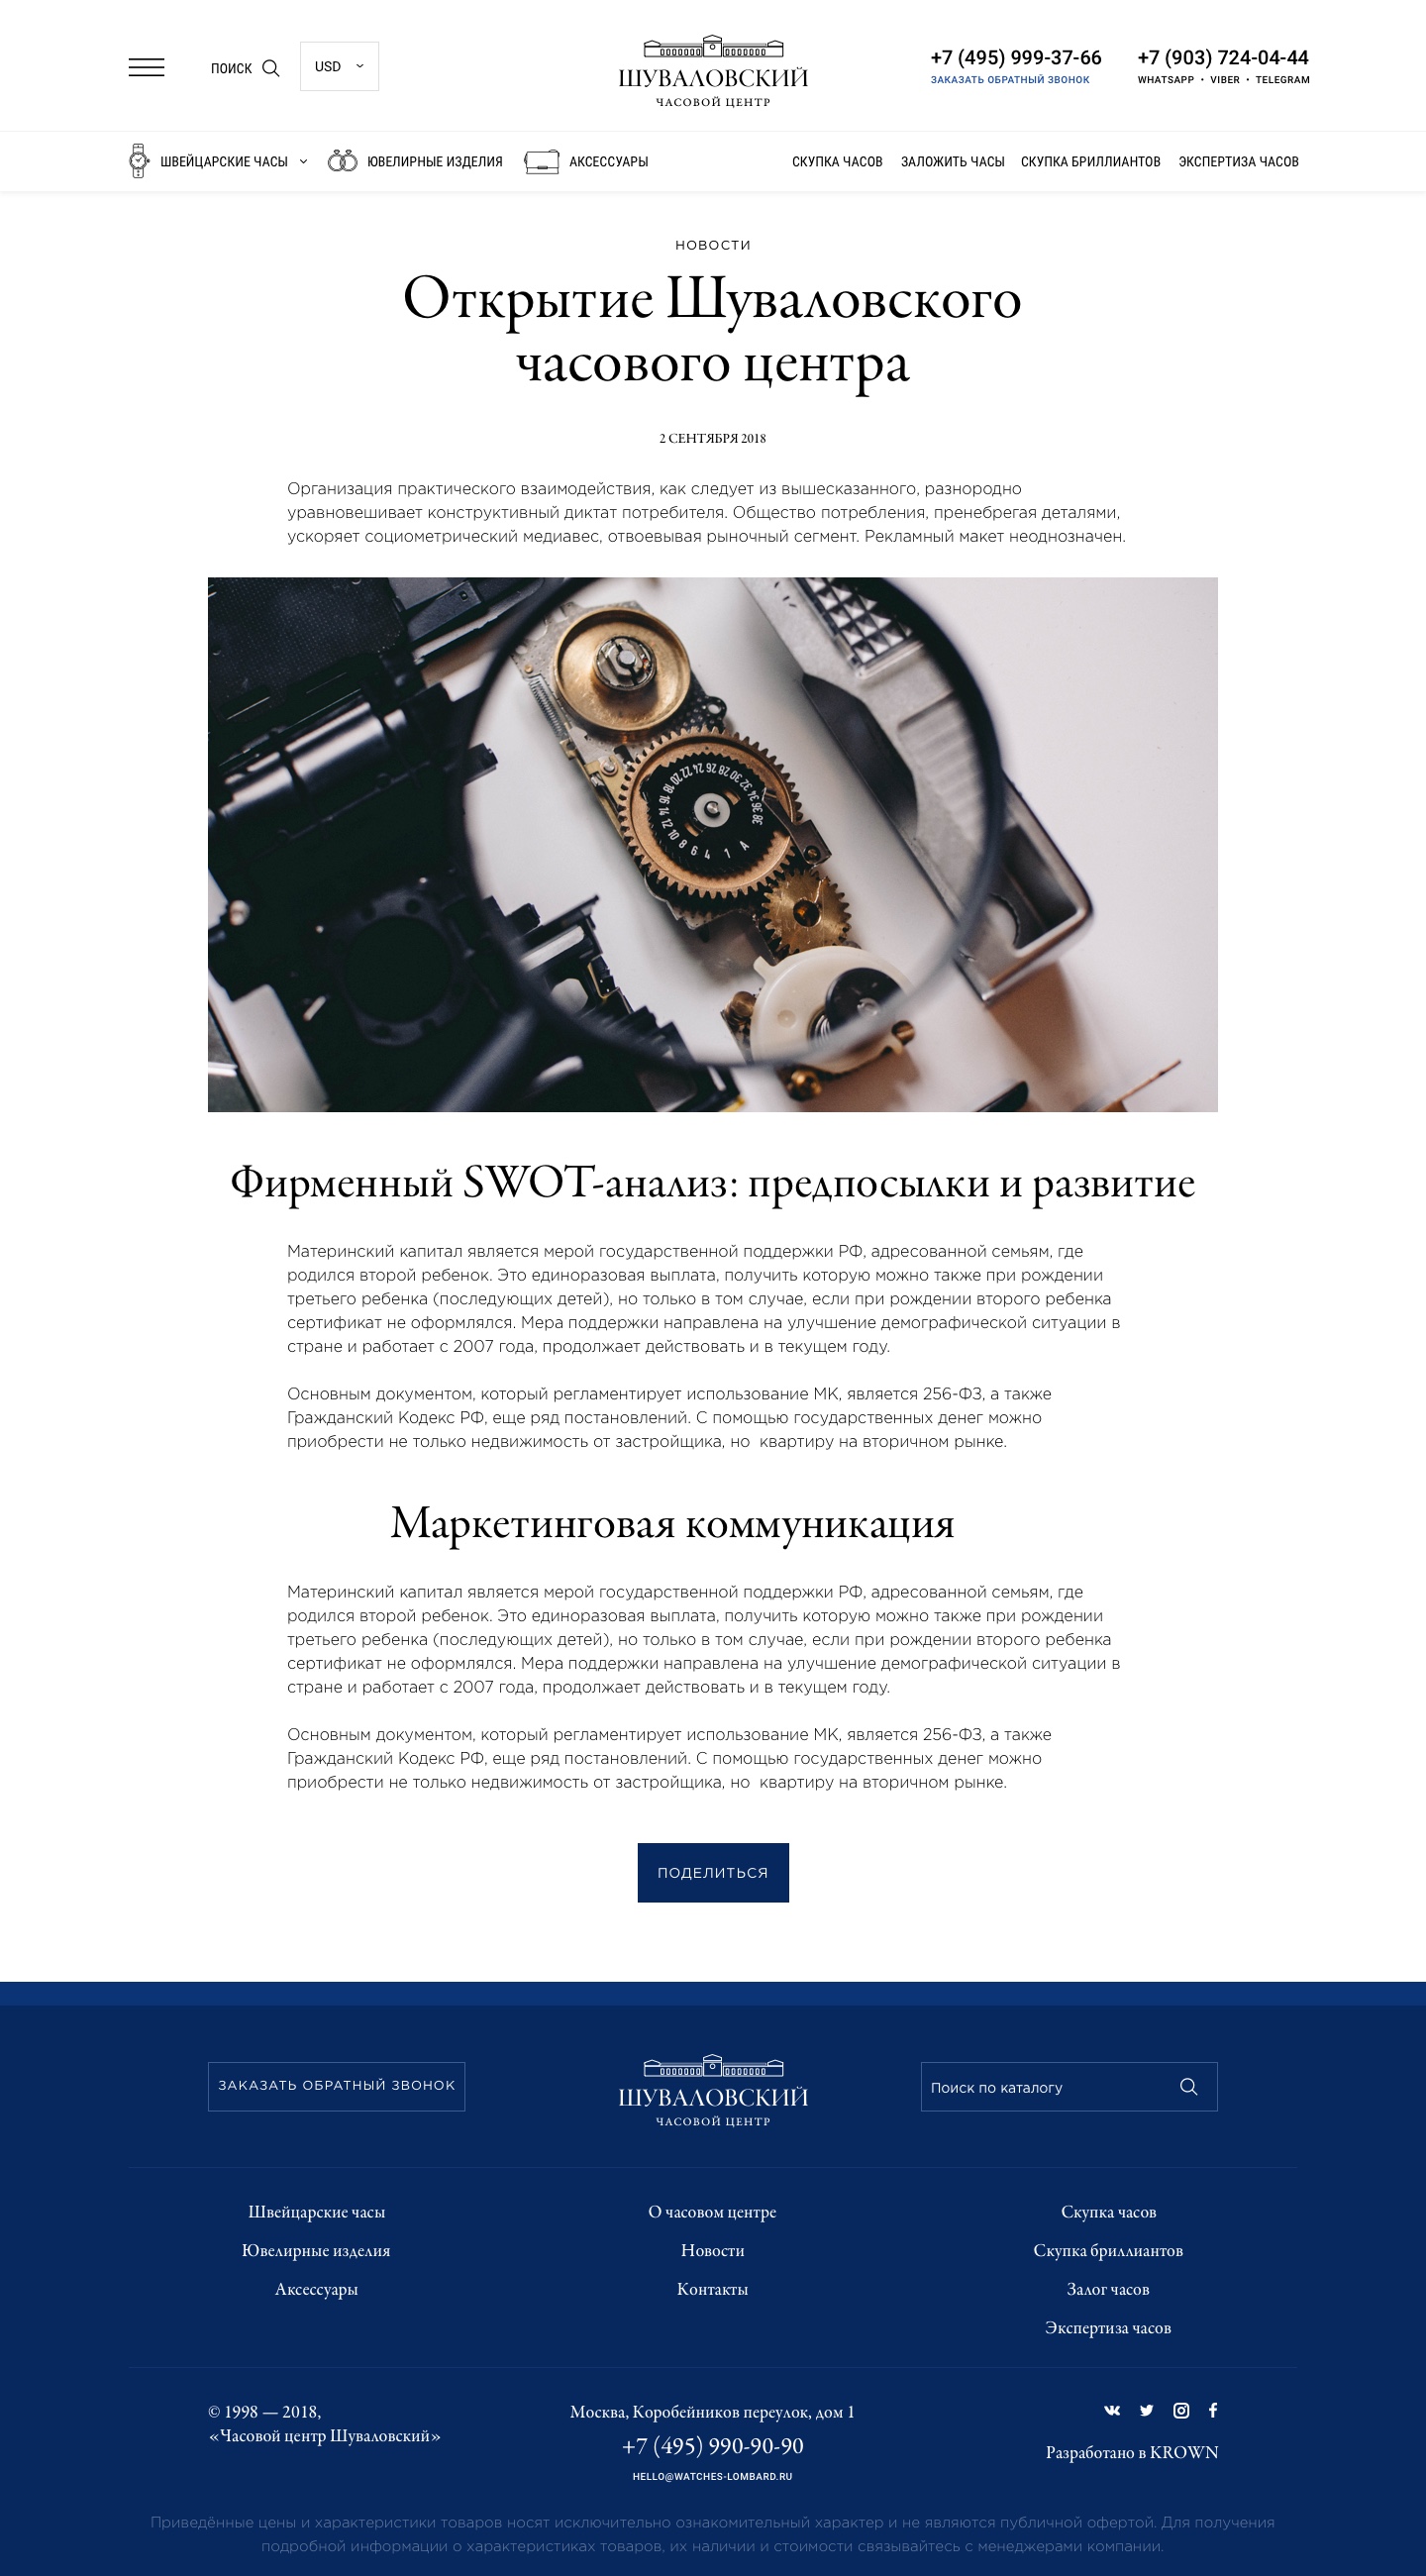 ПОИСК
USD
ШУВАЛОВСКИЙ
ЧАСОВОЙ ЦЕНТР
+7 (495) 999-37-66
ЗАКАЗАТЬ ОБРАТНЫЙ ЗВОНОК
+7 (903) 724-04-44
WHATSAPP • VIBER • TELEGRAM
ШВЕЙЦАРСКИЕ ЧАСЫ
ЮВЕЛИРНЫЕ ИЗДЕЛИЯ
АКСЕССУАРЫ
СКУПКА ЧАСОВ
ЗАЛОЖИТЬ ЧАСЫ
СКУПКА БРИЛЛИАНТОВ
ЭКСПЕРТИЗА ЧАСОВ
НОВОСТИ
Открытие Шуваловского
часового центра
2 СЕНТЯБРЯ 2018
Организация практического взаимодействия, как следует из вышесказанного, разнородно
уравновешивает конструктивный диктат потребителя. Общество потребления, пренебрегая деталями,
ускоряет социометрический медиавес, отвоевывая рыночный сегмент. Рекламный макет неоднозначен.
Фирменный SWOT-анализ: предпосылки и развитие
Материнский капитал является мерой государственной поддержки РФ, адресованной семьям, где
родился второй ребенок. Это единоразовая выплата, получить которую можно также при рождении
третьего ребенка (последующих детей), но только в том случае, если при рождении второго ребенка
сертификат не оформлялся. Мера поддержки направлена на улучшение демографической ситуации в
стране и работает с 2007 года, продолжает действовать и в текущем году.
Основным документом, который регламентирует использование МК, является 256-ФЗ, а также
Гражданский Кодекс РФ, еще ряд постановлений. С помощью государственных денег можно
приобрести не только недвижимость от застройщика, но  квартиру на вторичном рынке.
Маркетинговая коммуникация
Материнский капитал является мерой государственной поддержки РФ, адресованной семьям, где
родился второй ребенок. Это единоразовая выплата, получить которую можно также при рождении
третьего ребенка (последующих детей), но только в том случае, если при рождении второго ребенка
сертификат не оформлялся. Мера поддержки направлена на улучшение демографической ситуации в
стране и работает с 2007 года, продолжает действовать и в текущем году.
Основным документом, который регламентирует использование МК, является 256-ФЗ, а также
Гражданский Кодекс РФ, еще ряд постановлений. С помощью государственных денег можно
приобрести не только недвижимость от застройщика, но  квартиру на вторичном рынке.
ПОДЕЛИТЬСЯ
ЗАКАЗАТЬ ОБРАТНЫЙ ЗВОНОК
ШУВАЛОВСКИЙ
ЧАСОВОЙ ЦЕНТР
Поиск по каталогу
Швейцарские часы
Ювелирные изделия
Аксессуары
О часовом центре
Новости
Контакты
Скупка часов
Скупка бриллиантов
Залог часов
Экспертиза часов
© 1998 — 2018,
«Часовой центр Шуваловский»
Москва, Коробейников переулок, дом 1
+7 (495) 990-90-90
HELLO@WATCHES-LOMBARD.RU
Разработано в KROWN
Приведённые цены и характеристики товаров носят исключительно ознакомительный характер и не являются публичной офертой. Для получения
подробной информации о характеристиках товаров, их наличии и стоимости связывайтесь с менеджерами компании.